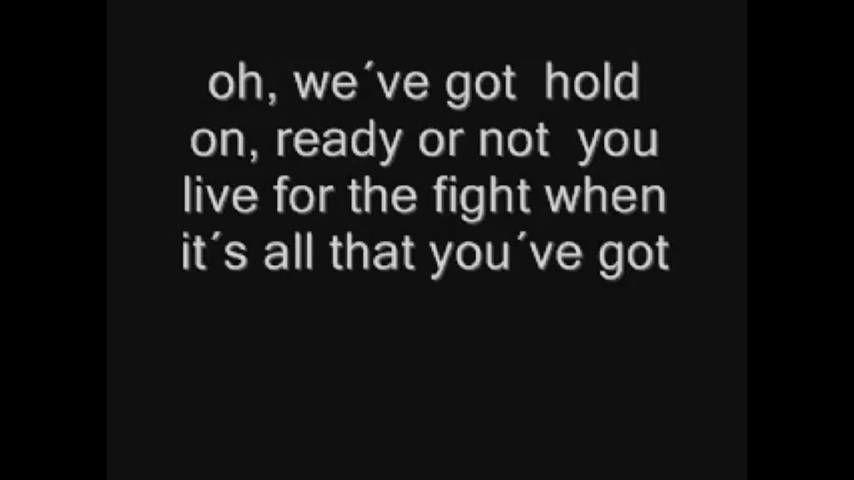 oh, we´ve got  hold
on, ready or not  you
live for the fight when
it´s all that you´ve got